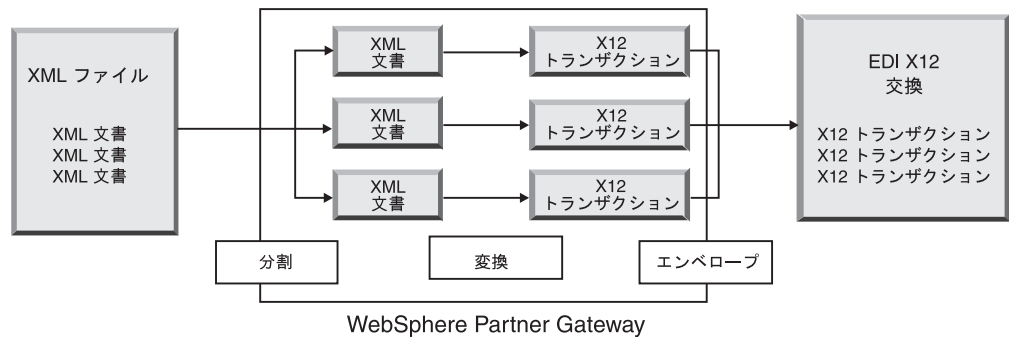 XML ファイル
XML 文書
XML 文書
XML 文書
XML
文書
XML
文書
XML
文書
X12
トランザクション
X12
トランザクション
X12
トランザクション
EDI X12
交換
X12 トランザクション
X12 トランザクション
X12 トランザクション
分割
変換
エンベロープ
WebSphere Partner Gateway